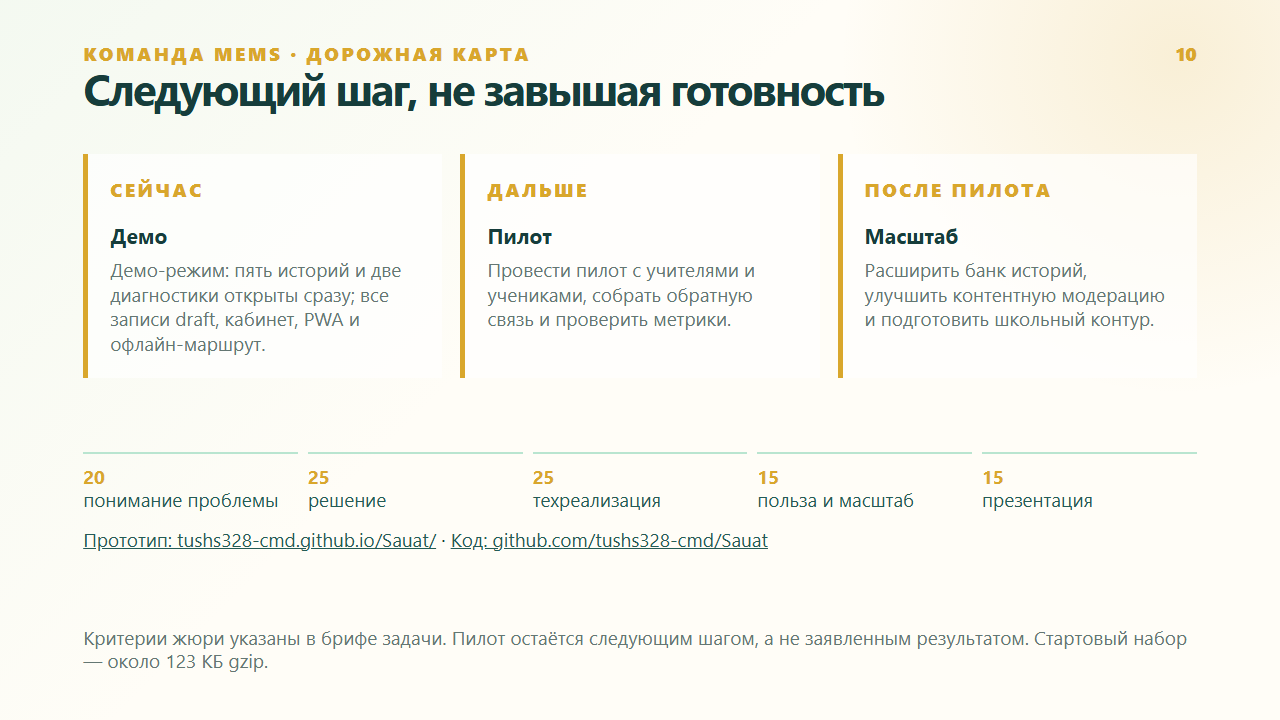 КОМАНДА MEMS · ДОРОЖНАЯ КАРТА
10
Следующий шаг, не завышая готовность
СЕЙЧАС
Демо
Демо-режим: пять историй и две
диагностики открыты сразу; все
записи draft, кабинет, PWA и
офлайн-маршрут.
ДАЛЬШЕ
Пилот
Провести пилот с учителями и
учениками, собрать обратную
связь и проверить метрики.
ПОСЛЕ ПИЛОТА
Масштаб
Расширить банк историй,
улучшить контентную модерацию
и подготовить школьный контур.
20
понимание проблемы
25
решение
25
техреализация
15
польза и масштаб
15
презентация
Прототип: tushs328-cmd.github.io/Sauat/ · Код: github.com/tushs328-cmd/Sauat
Критерии жюри указаны в брифе задачи. Пилот остаётся следующим шагом, а не заявленным результатом. Стартовый набор
— около 123 КБ gzip.